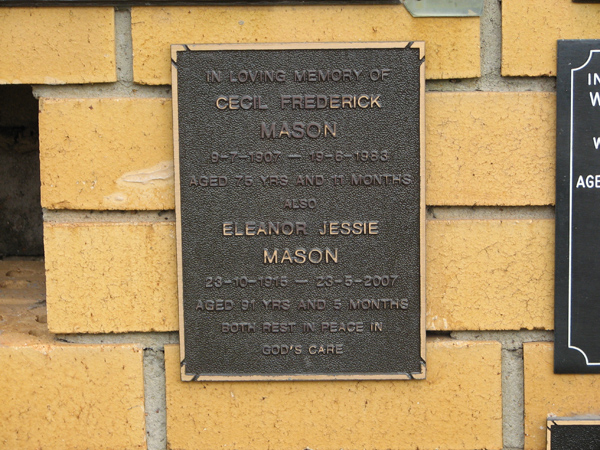 IN LOVING MEMORY OF
CECIL FREDERICK
MASON
9-7-1907 — 19-6-1983
AGED 75 YRS AND 11 MONTHS
ALSO
ELEANOR JESSIE
MASON
23-10-1915 — 23-5-2007
AGED 91 YRS AND 5 MONTHS
BOTH REST IN PEACE IN
GOD'S CARE
IN
W
W
AGE